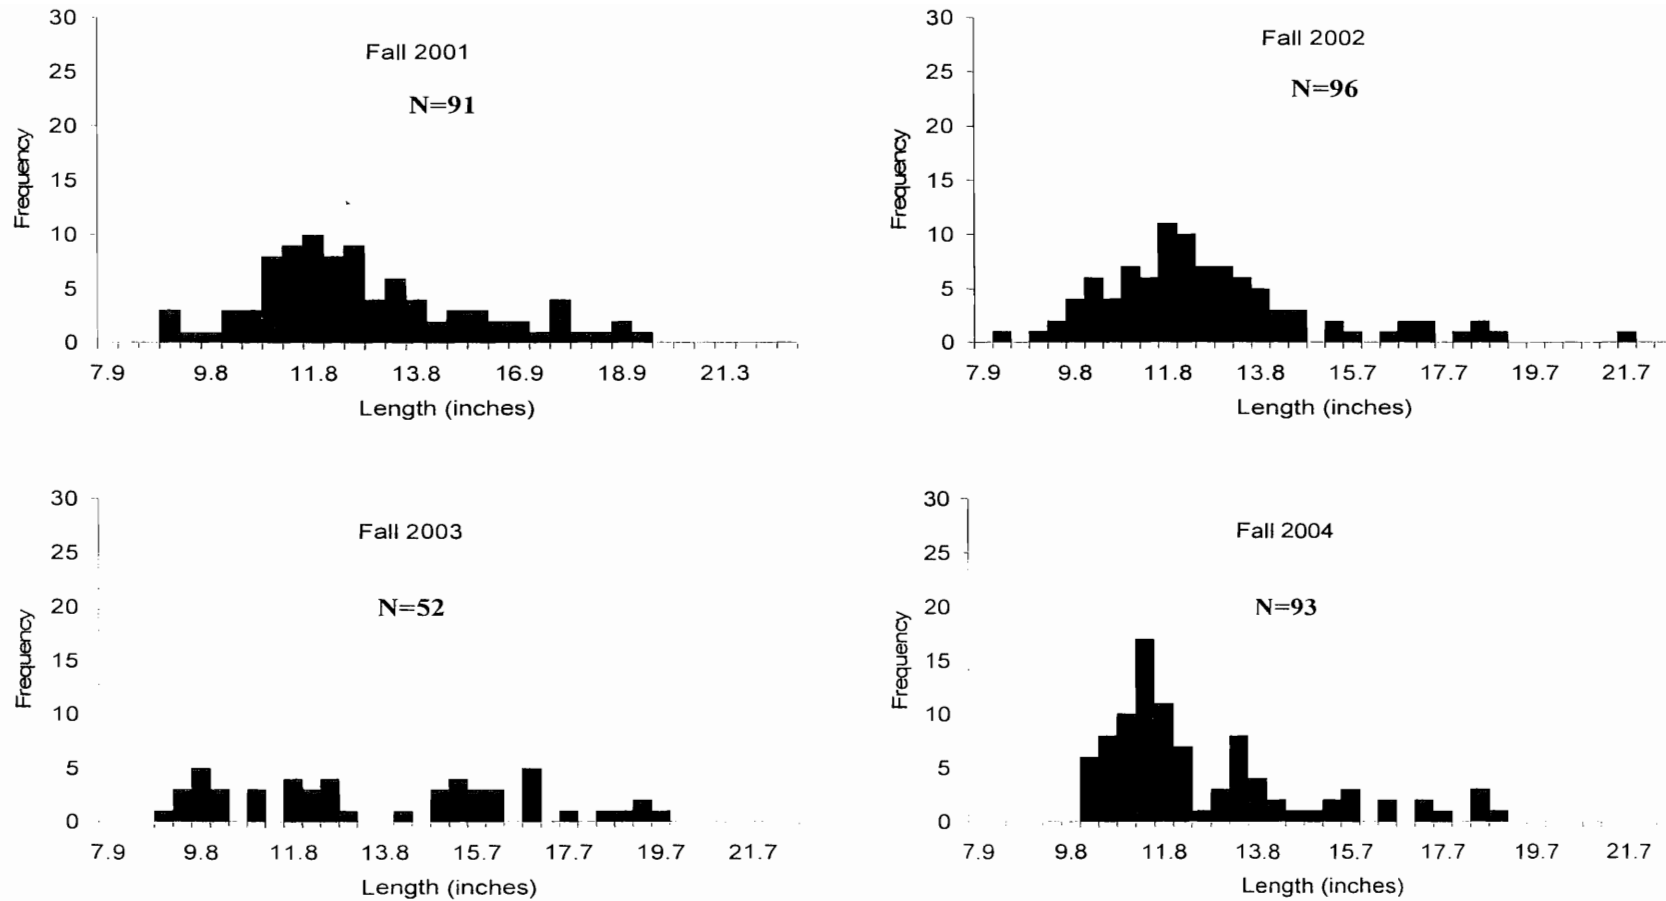 Fall 2001
N=91
30
25
20
15
10
5
0
Frequency
7.9 9.8 11.8 13.8 16.9 18.9 21.3
Length (inches)
Fall 2002
N=96
30
25
20
15
10
5
0
Frequency
7.9 9.8 11.8 13.8 15.7 17.7 19.7 21.7
Length (inches)
Fall 2003
N=52
30
25
20
15
10
5
0
Frequency
7.9 9.8 11.8 13.8 15.7 17.7 19.7 21.7
Length (inches)
Fall 2004
N=93
30
25
20
15
10
5
0
Frequency
7.9 9.8 11.8 13.8 15.7 17.7 19.7 21.7
Length (inches)